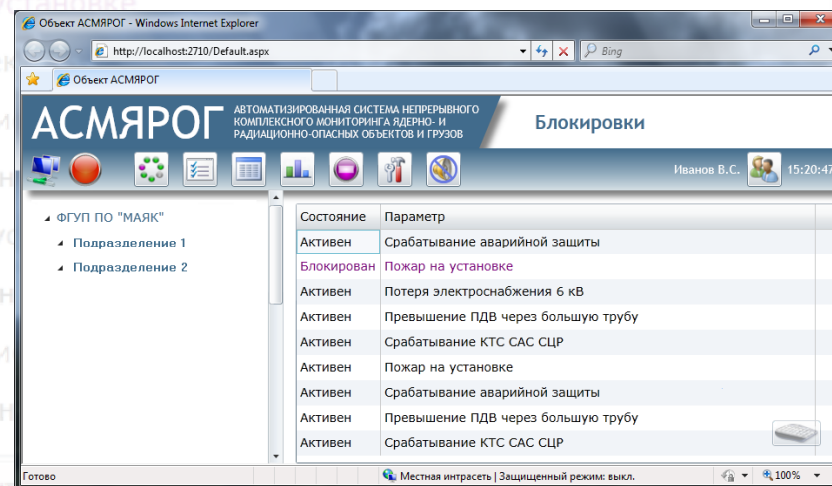 Объект АСМЯРОГ - Windows Internet Explorer
http://localhost:2710/Default.aspx
Bing
Объект АСМЯРОГ
АСМЯРОГ
АВТОМАТИЗИРОВАННАЯ СИСТЕМА НЕПРЕРЫВНОГО
КОМПЛЕКСНОГО МОНИТОРИНГА ЯДЕРНО- И
РАДИАЦИОННО-ОПАСНЫХ ОБЪЕКТОВ И ГРУЗОВ
Блокировки
Иванов В.С.
15:20:47
ФГУП ПО "МАЯК"
Подразделение 1
Подразделение 2
Состояние Параметр
Активен Срабатывание аварийной защиты
Блокирован Пожар на установке
Активен Потеря электроснабжения 6 кВ
Активен Превышение ПДВ через большую трубу
Активен Срабатывание КТС САС СЦР
Активен Пожар на установке
Активен Срабатывание аварийной защиты
Активен Превышение ПДВ через большую трубу
Активен Срабатывание КТС САС СЦР
Готово
Местная интрасеть | Защищенный режим: выкл.
100%